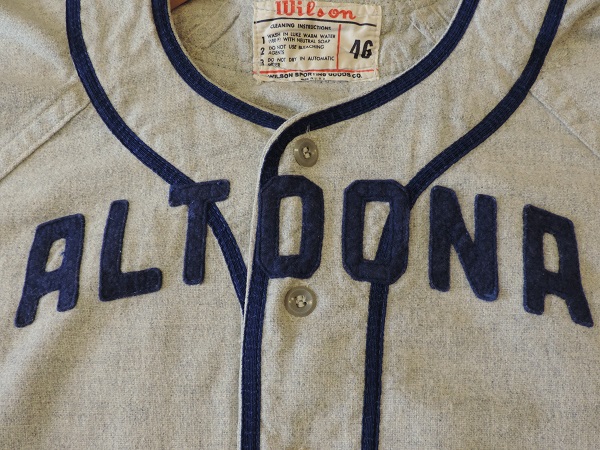 Wilson
CLEANING INSTRUCTIONS
1 WASH IN LUKE WARM WATER
WITH NEUTRAL SOAP
2 DO NOT USE BLEACHING
AGENTS
3 DO NOT DRY IN AUTOMATIC
46
WILSON SPORTING GOODS CO.
ALTOONA